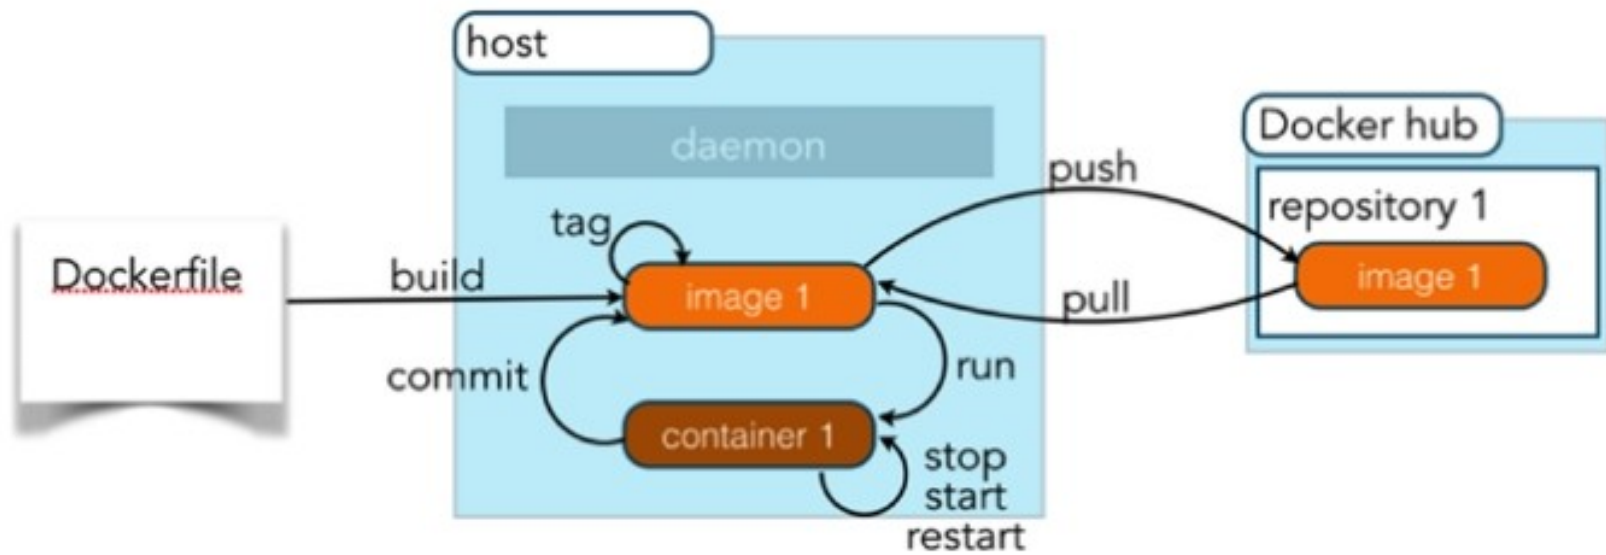 host
daemon
Docker hub
push
repository 1
tag
Dockerfile
build
image 1
image 1
pull
commit
run
container 1
stop
start
restart